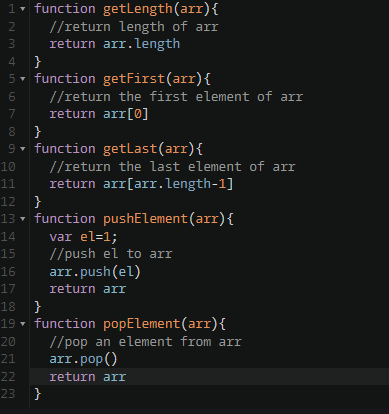 1 function getLength(arr){
2   //return length of arr
3   return arr.length
4 }
5 function getFirst(arr){
6   //return the first element of arr
7   return arr[0]
8 }
9 function getLast(arr){
10   //return the last element of arr
11   return arr[arr.length-1]
12 }
13 function pushElement(arr){
14   var el=1;
15   //push el to arr
16   arr.push(el)
17   return arr
18 }
19 function popElement(arr){
20   //pop an element from arr
21   arr.pop()
22   return arr
23 }